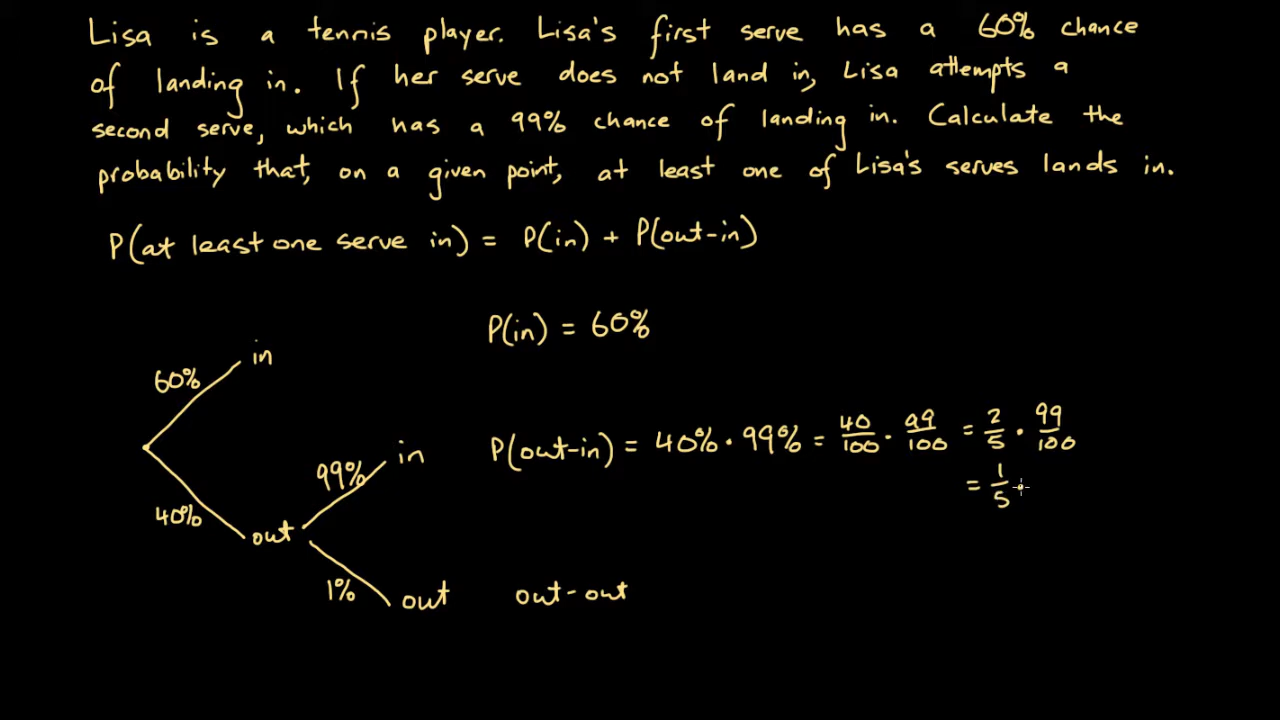 Lisa is a tennis player. Lisa's first serve has a 60% chance
of landing in. If her serve does not land in, Lisa attempts a
second serve, which has a 99% chance of landing in. Calculate the
probability that, on a given point, at least one of Lisa's serves lands in.
P(at least one serve in) = P(in) + P(out-in)
P(in) = 60%
in
60%
P(out-in) = 40% · 99% = 40/100 · 99/100 = 2/5 · 99/100
in
99%
= 1/5 ·
40%
out
1%
out
out-out